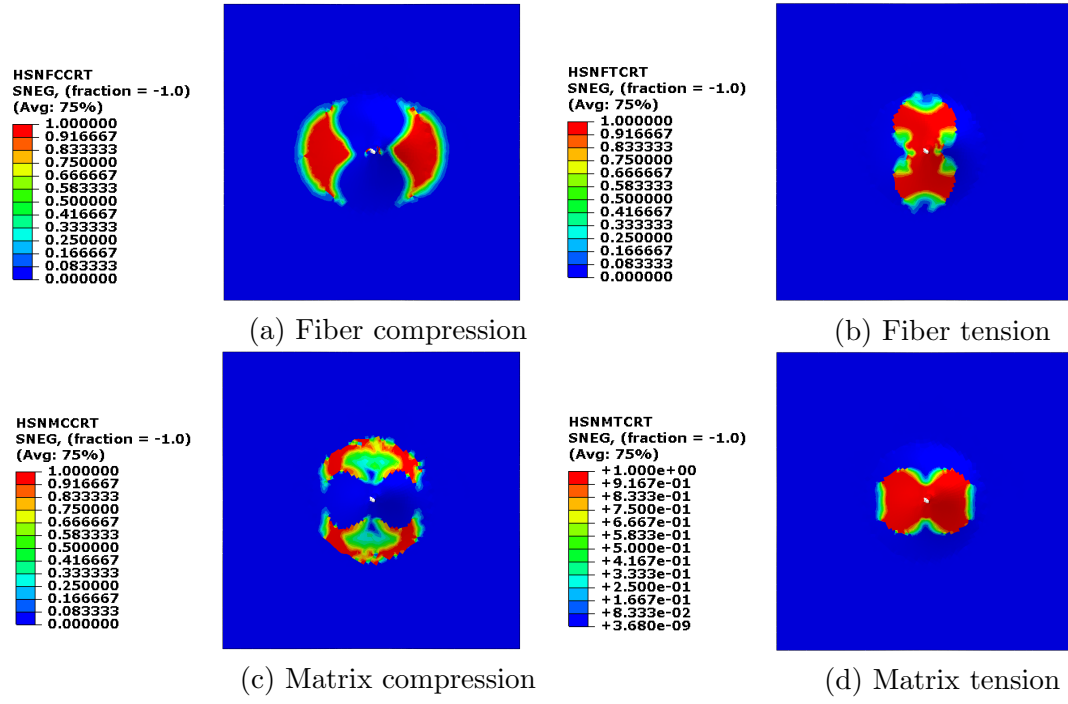 HSNFCCRT
SNEG, (fraction = -1.0)
(Avg: 75%)
1.000000
0.916667
0.833333
0.750000
0.666667
0.583333
0.500000
0.416667
0.333333
0.250000
0.166667
0.083333
0.000000
(a) Fiber compression
HSNFTCRT
SNEG, (fraction = -1.0)
(Avg: 75%)
1.000000
0.916667
0.833333
0.750000
0.666667
0.583333
0.500000
0.416667
0.333333
0.250000
0.166667
0.083333
0.000000
(b) Fiber tension
HSNMCCRT
SNEG, (fraction = -1.0)
(Avg: 75%)
1.000000
0.916667
0.833333
0.750000
0.666667
0.583333
0.500000
0.416667
0.333333
0.250000
0.166667
0.083333
0.000000
(c) Matrix compression
HSNMTCRT
SNEG, (fraction = -1.0)
(Avg: 75%)
+1.000e+00
+9.167e-01
+8.333e-01
+7.500e-01
+6.667e-01
+5.833e-01
+5.000e-01
+4.167e-01
+3.333e-01
+2.500e-01
+1.667e-01
+8.333e-02
+3.680e-09
(d) Matrix tension